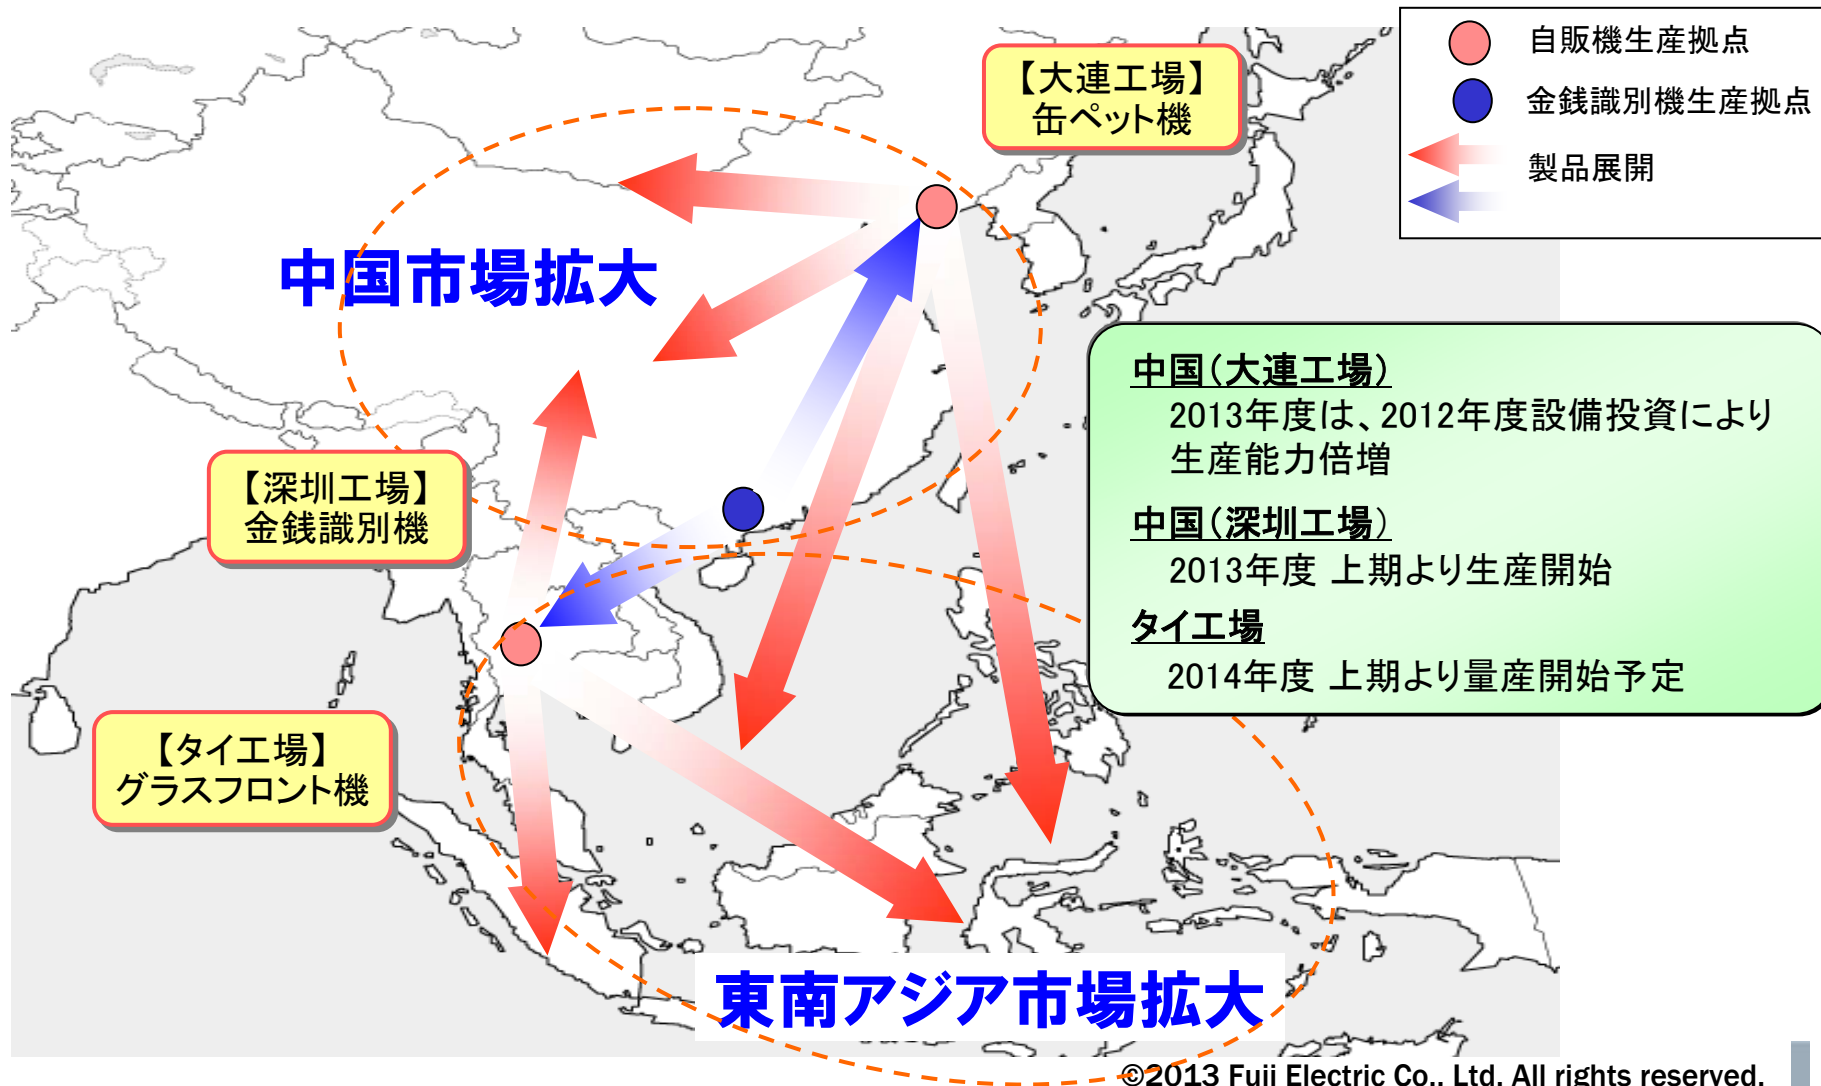 自販機生産拠点
金銭識別機生産拠点
製品展開
【大連工場】
缶ペット機
中国市場拡大
中国(大連工場)
2013年度は、2012年度設備投資により
生産能力倍増
中国(深圳工場)
2013年度 上期より生産開始
タイ工場
2014年度 上期より量産開始予定
【深圳工場】
金銭識別機
【タイ工場】
グラスフロント機
東南アジア市場拡大
©2013 Fuji Electric Co., Ltd. All rights reserved.